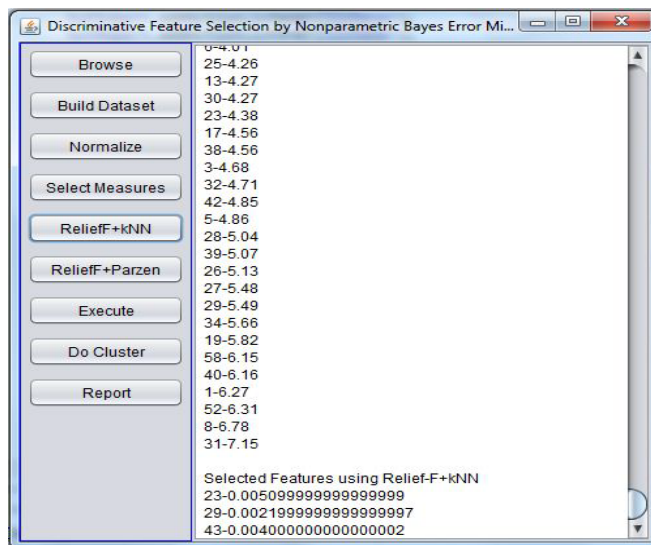 Discriminative Feature Selection by Nonparametric Bayes Error Mi...
Browse
Build Dataset
Normalize
Select Measures
ReliefF+kNN
ReliefF+Parzen
Execute
Do Cluster
Report
6-4.01
25-4.26
13-4.27
30-4.27
23-4.38
17-4.56
38-4.56
3-4.68
32-4.71
42-4.85
5-4.86
28-5.04
39-5.07
26-5.13
27-5.48
29-5.49
34-5.66
19-5.82
58-6.15
40-6.16
1-6.27
52-6.31
8-6.78
31-7.15
Selected Features using Relief-F+kNN
23-0.005099999999999999
29-0.0021999999999999997
43-0.004000000000000002